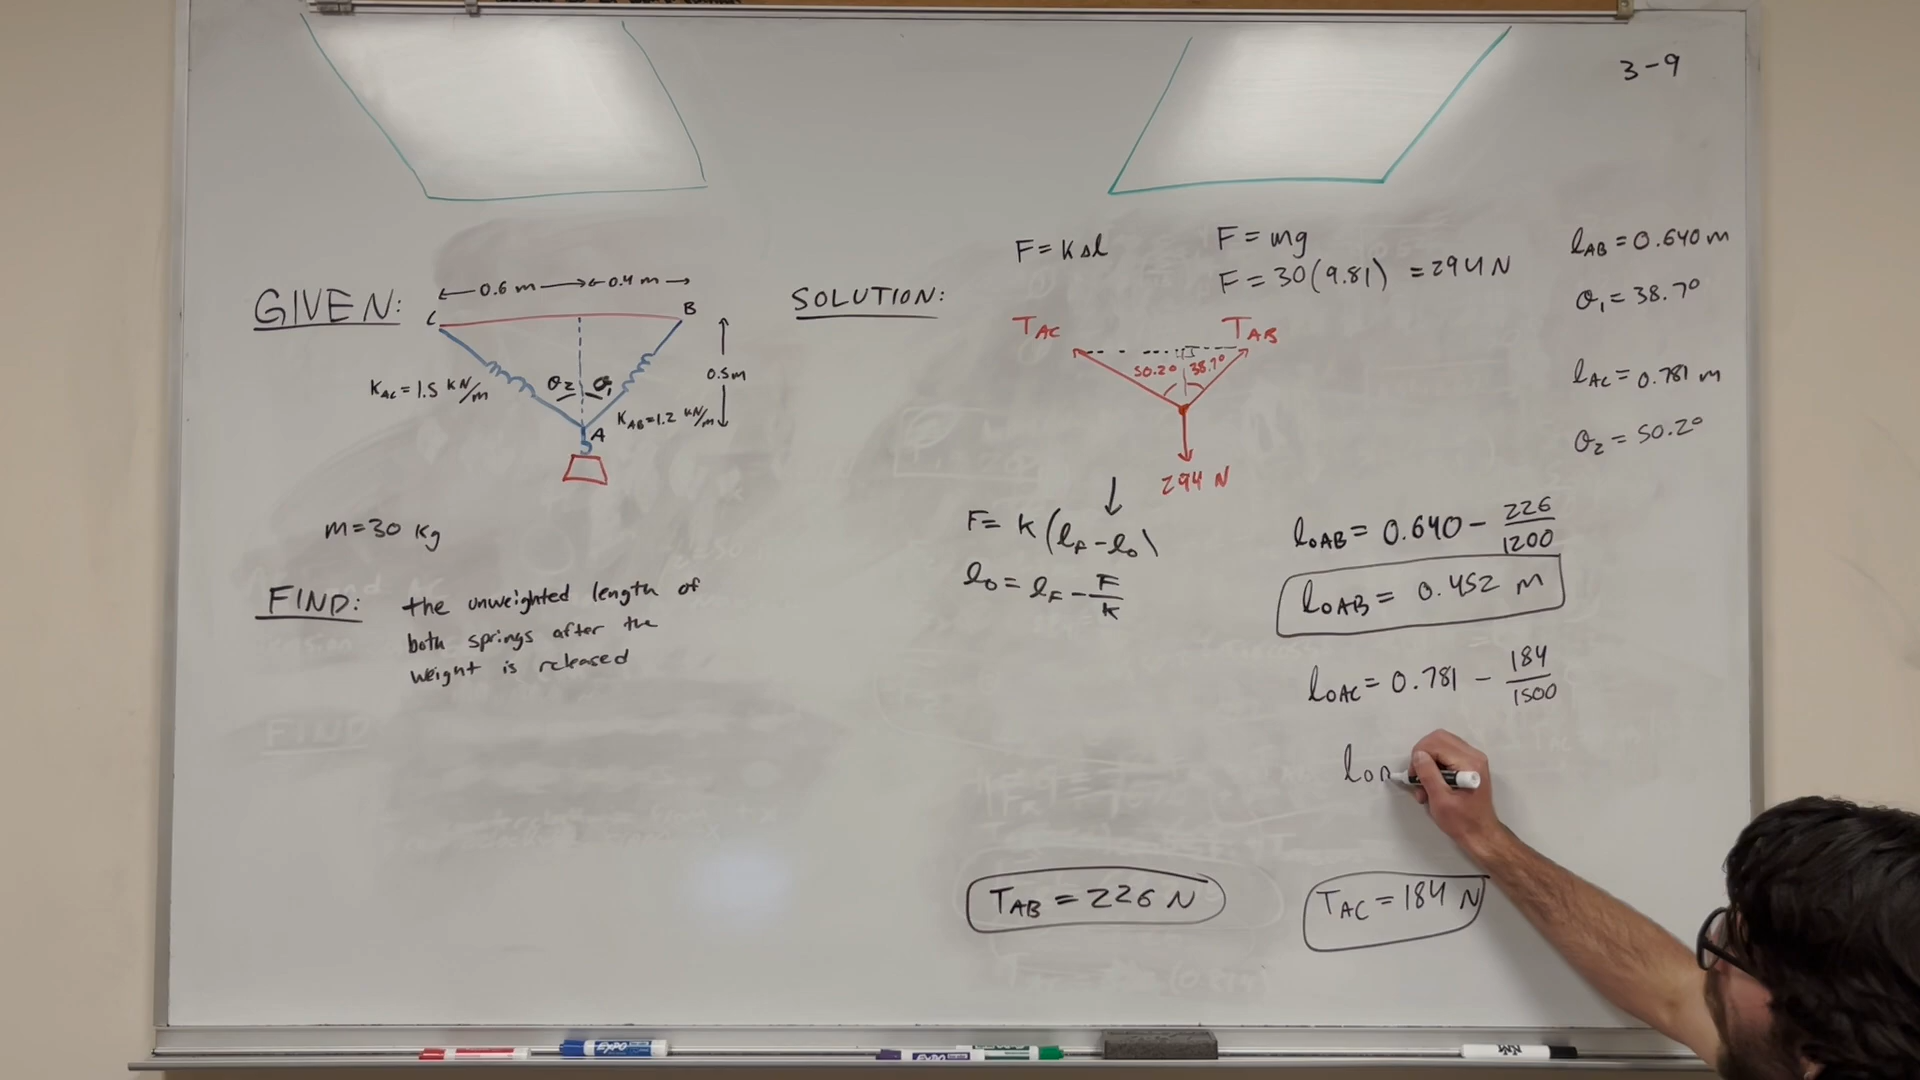 3-9
GIVEN:
0.6 m
0.4 m
C
B
0.5m
K_AC = 1.5 KN/m
θ₂
θ₁
K_AB = 1.2 KN/m
A
m = 30 Kg
FIND: the unweighted length of
both springs after the
weight is released
SOLUTION:
F = KΔl
F = mg
F = 30(9.81) = 294 N
T_AC
T_AB
50.2°
38.7°
294 N
l_AB = 0.640 m
θ₁ = 38.7°
l_AC = 0.781 m
θ₂ = 50.2°
F = K(l_F - l_o)
l_o = l_F - F/K
l_oAB = 0.640 - 226/1200
l_oAB = 0.452 m
l_oAC = 0.781 - 184/1500
T_AB = 226 N
T_AC = 184 N
FIND
EXPO
EXPO